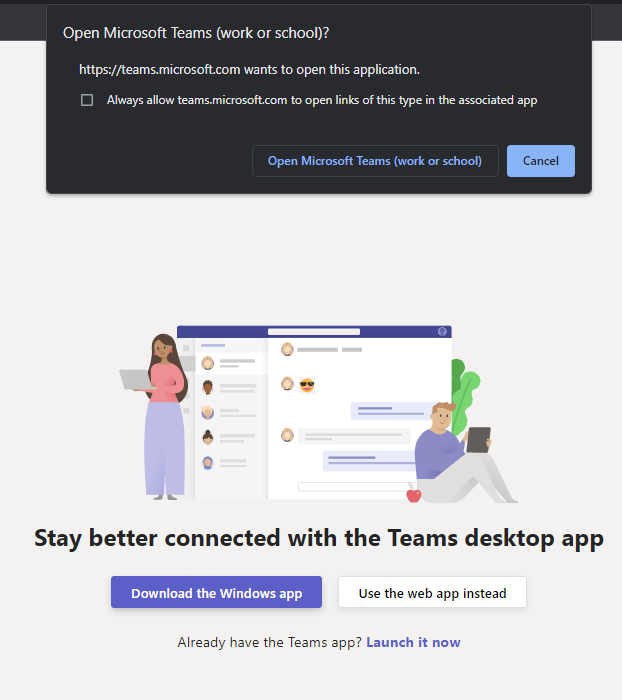 Open Microsoft Teams (work or school)?
https://teams.microsoft.com wants to open this application.
Always allow teams.microsoft.com to open links of this type in the associated app
Open Microsoft Teams (work or school) Cancel
Stay better connected with the Teams desktop app
Download the Windows app Use the web app instead
Already have the Teams app? Launch it now